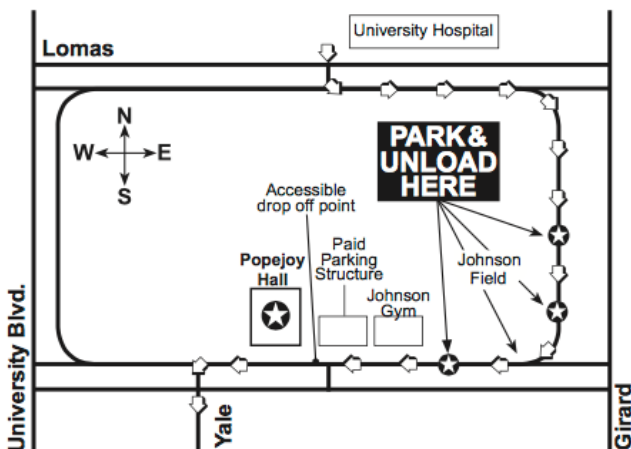 University Hospital
Lomas
N
W E
S
PARK &
UNLOAD
HERE
Accessible
drop off point
Popejoy
Hall
Paid
Parking
Structure
Johnson
Gym
Johnson
Field
University Blvd.
Yale
Girard